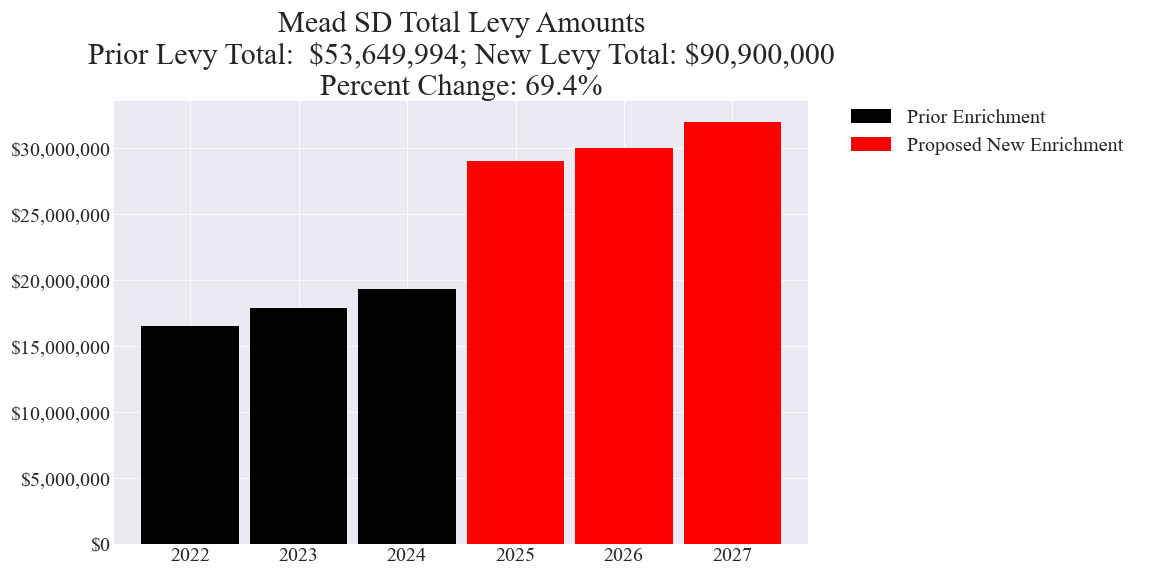 Mead SD Total Levy Amounts
Prior Levy Total:  $53,649,994; New Levy Total: $90,900,000
Percent Change: 69.4%
Prior Enrichment
Proposed New Enrichment
$30,000,000
$25,000,000
$20,000,000
$15,000,000
$10,000,000
$5,000,000
$0
2022 2023 2024 2025 2026 2027